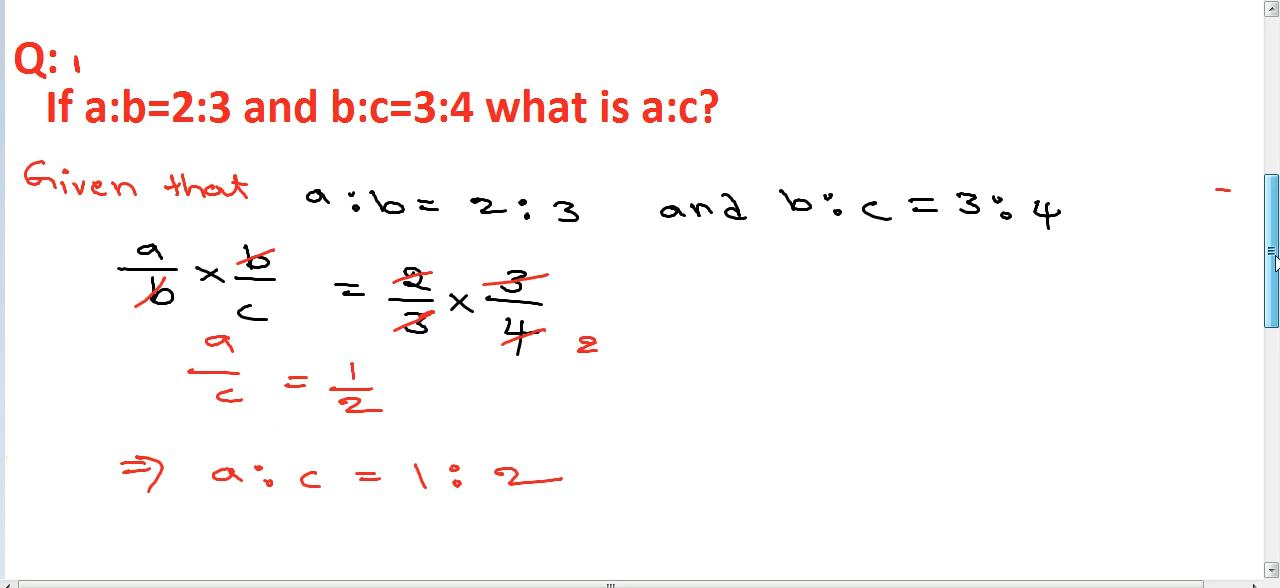 Q: 1
If a:b=2:3 and b:c=3:4 what is a:c?
Given that a:b = 2:3 and b:c = 3:4
a/b × b/c = 2/3 × 3/4 2
a/c = 1/2
⇒ a:c = 1:2